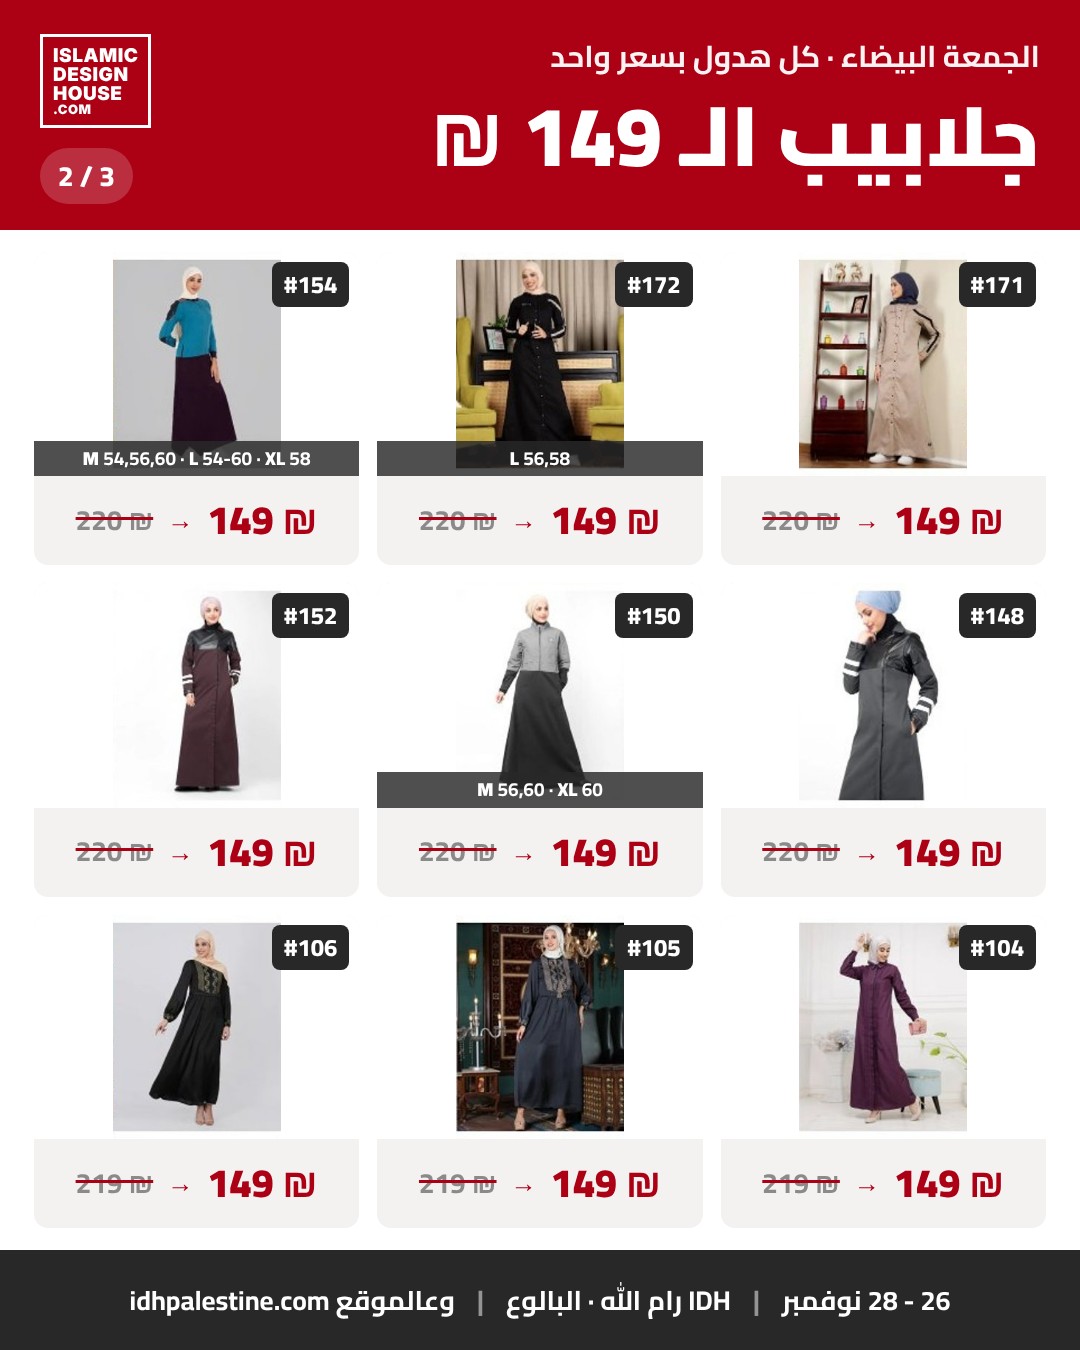 ISLAMIC
DESIGN
HOUSE
.COM
الجمعة البيضاء · كل هدول بسعر واحد
جلابيب الـ 149 ₪
2 / 3
#171
220 ₪ → 149 ₪
#172
L 56,58
220 ₪ → 149 ₪
#154
M 54,56,60 · L 54-60 · XL 58
220 ₪ → 149 ₪
#148
220 ₪ → 149 ₪
#150
M 56,60 · XL 60
220 ₪ → 149 ₪
#152
220 ₪ → 149 ₪
#104
219 ₪ → 149 ₪
#105
219 ₪ → 149 ₪
#106
219 ₪ → 149 ₪
26 - 28 نوفمبر | IDH رام الله · البالوع | وعالموقع idhpalestine.com